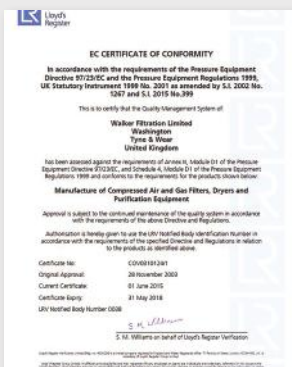 Lloyd's
Register
EC CERTIFICATE OF CONFORMITY
In accordance with the requirements of the Pressure Equipment
Directive 97/23/EC and the Pressure Equipment Regulations 1999,
UK Statutory Instrument 1999 No. 2001 as amended by S.I. 2002 No.
1267 and S.I. 2015 No.399
This is to certify that the Quality Management System of:
Walker Filtration Limited
Washington
Tyne & Wear
United Kingdom
has been assessed against the requirements of Annex III, Module D1 of the Pressure
Equipment Directive 97/23/EC, and Schedule 4, Module D1 of the Pressure Equipment
Regulations 1999 and conforms to the requirements for the products shown below:
Manufacture of Compressed Air and Gas Filters, Dryers and
Purification Equipment
Approval is subject to the continued maintenance of the quality system in accordance
with the requirements of the above Directive and Regulations.
Authorisation is hereby given to use the LRV Notified Body Identification Number in
accordance with the requirements of the specified Directive and Regulations in relation
to the products as identified above.
Certificate No:
Original Approval: 28 November 2003
Current Certificate: 01 June 2015
Certificate Expiry: 31 May 2018
LRV Notified Body Number 0038
S. M. Williams
S. M. Williams on behalf of Lloyd's Register Verification